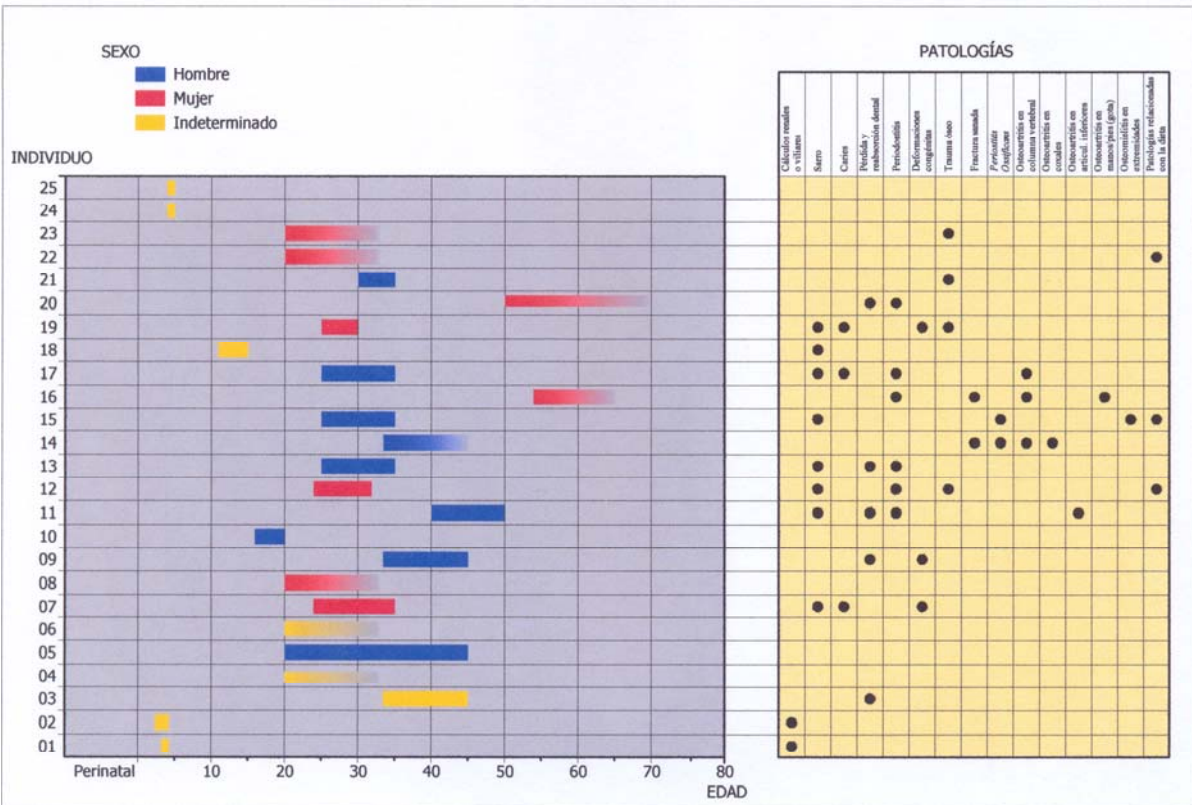 SEXO
Hombre
Mujer
Indeterminado
INDIVIDUO
25
24
23
22
21
20
19
18
17
16
15
14
13
12
11
10
09
08
07
06
05
04
03
02
01
Perinatal 10 20 30 40 50 60 70 80
EDAD
PATOLOGÍAS
Cálculos renales
o viliares
Sarro
Caries
Pérdida y
reabsorción dental
Periodostitis
Deformaciones
congénitas
Trauma óseo
Fractura sanada
Periostitis
Ossificans
Osteoartritis en
columna vertebral
Osteoartritis en
coxales
Osteoartritis en
articul. inferiores
Osteoartritis en
manos/pies (gota)
Osteomielitis en
extremidades
Patologías relacionadas
con la dieta